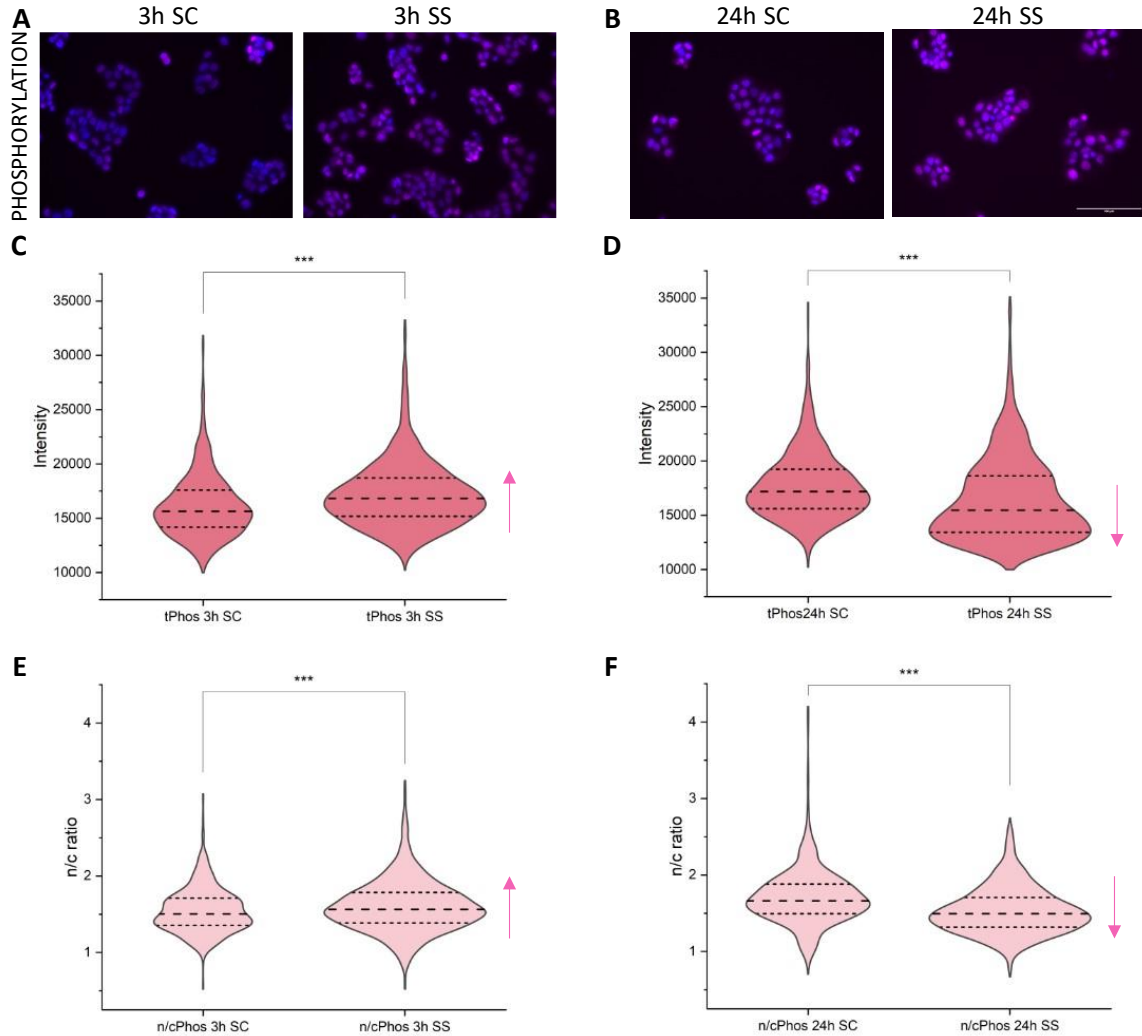 A
3h SC
3h SS
B
24h SC
24h SS
PHOSPHORYLATION
C
***
35000
30000
25000
20000
15000
10000
Intensity
tPhos 3h SC
tPhos 3h SS
D
***
35000
30000
25000
20000
15000
10000
Intensity
tPhos24h SC
tPhos 24h SS
E
***
4
3
2
1
n/c ratio
n/cPhos 3h SC
n/cPhos 3h SS
F
***
4
3
2
1
n/c ratio
n/cPhos 24h SC
n/cPhos 24h SS